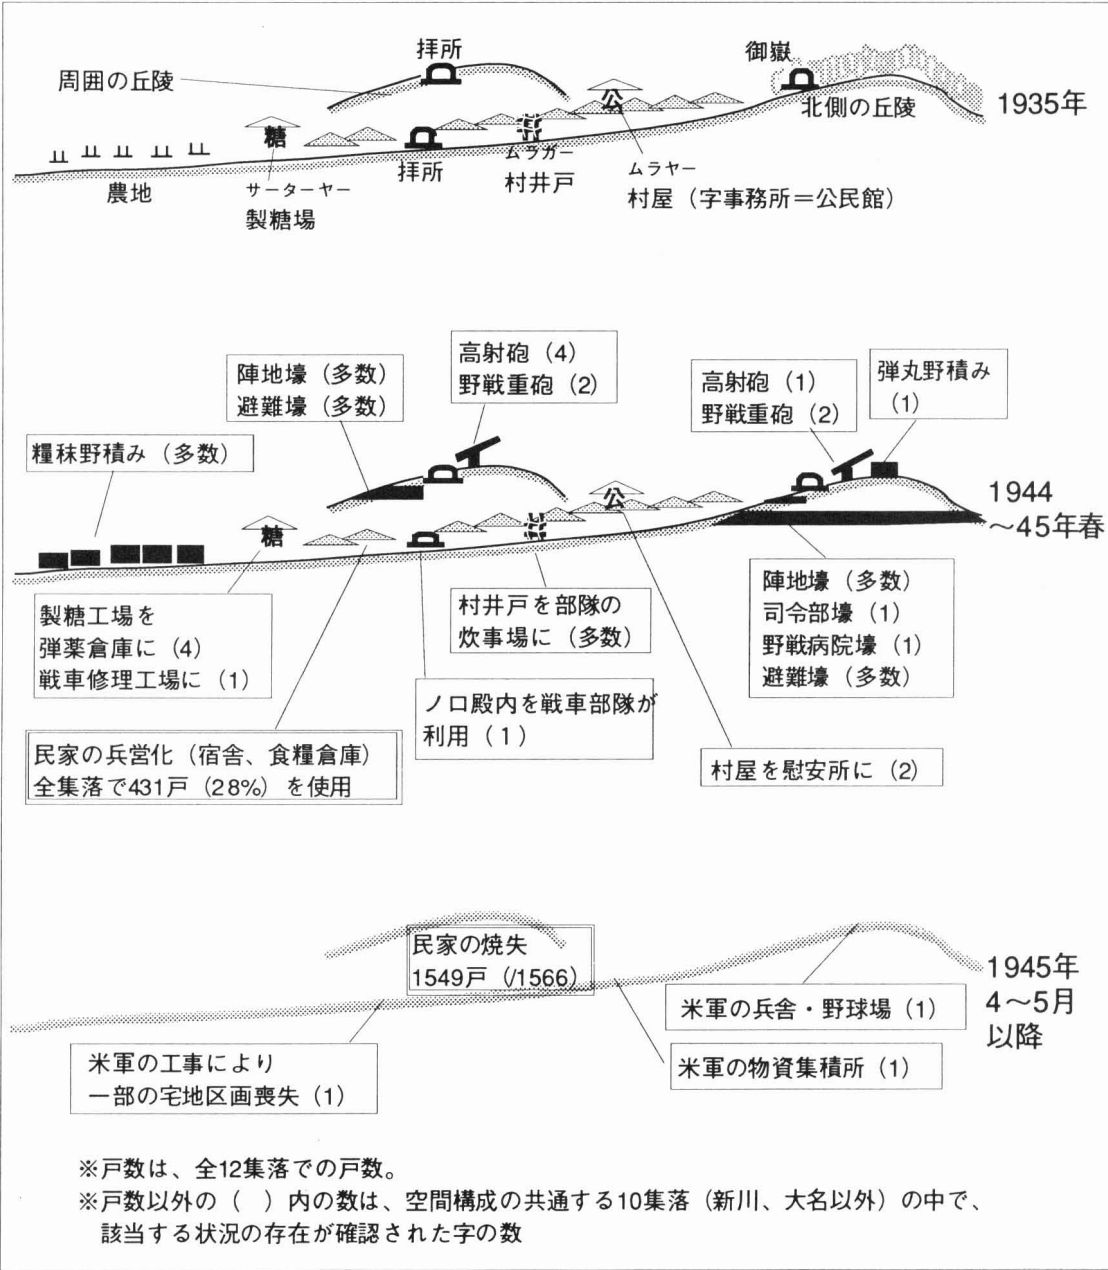 拝所
御嶽
周囲の丘陵
公
糖
北側の丘陵
1935年
農地
サーターヤー
製糖場
拝所
ムラガー
村井戸
ムラヤー
村屋（字事務所＝公民館）
陣地壕（多数）
避難壕（多数）
高射砲（4）
野戦重砲（2）
高射砲（1）
野戦重砲（2）
弾丸野積み
（1）
糧秣野積み（多数）
公
糖
1944
～45年春
製糖工場を
弾薬倉庫に（4）
戦車修理工場に（1）
村井戸を部隊の
炊事場に（多数）
陣地壕（多数）
司令部壕（1）
野戦病院壕（1）
避難壕（多数）
ノロ殿内を戦車部隊が
利用（1）
民家の兵営化（宿舎、食糧倉庫）
全集落で431戸（28%）を使用
村屋を慰安所に（2）
民家の焼失
1549戸（/1566）
1945年
4～5月
以降
米軍の兵舎・野球場（1）
米軍の工事により
一部の宅地区画喪失（1）
米軍の物資集積所（1）
※戸数は、全12集落での戸数。
※戸数以外の（　）内の数は、空間構成の共通する10集落（新川、大名以外）の中で、
該当する状況の存在が確認された字の数